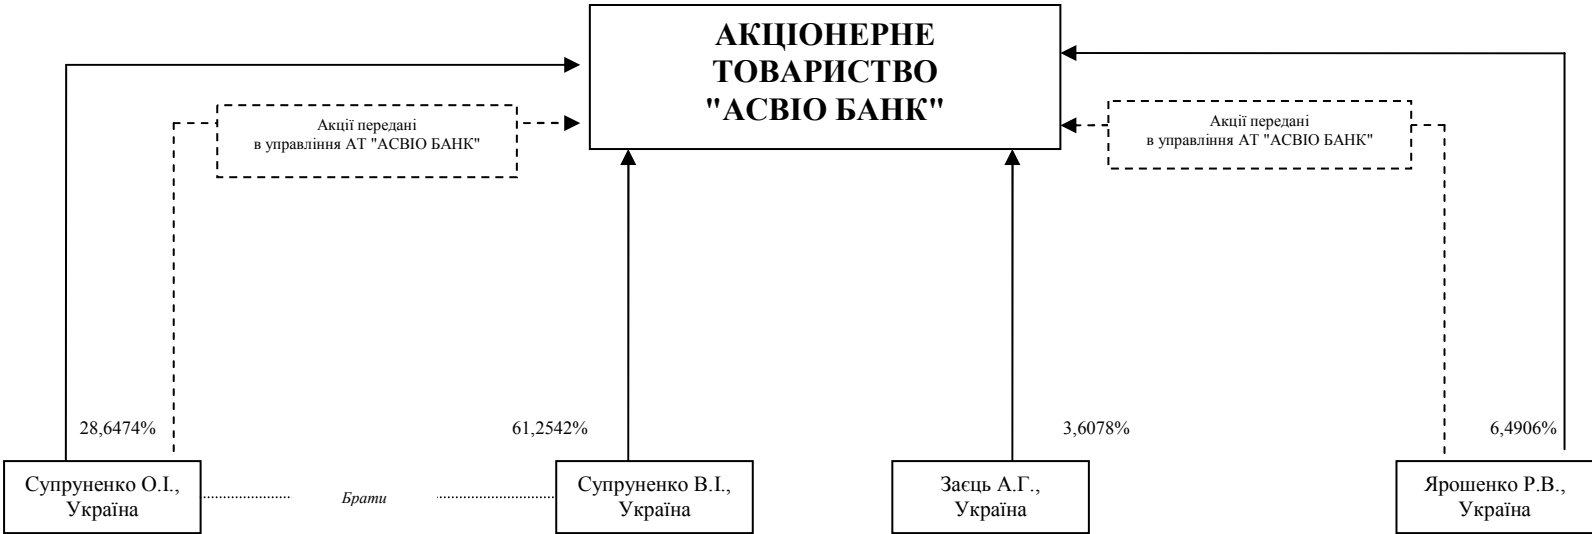 АКЦІОНЕРНЕ
ТОВАРИСТВО
"АСВІО БАНК"
Акції передані
в управління АТ "АСВІО БАНК"
Акції передані
в управління АТ "АСВІО БАНК"
28,6474%
61,2542%
3,6078%
6,4906%
Супруненко О.І.,
Україна
Брати
Супруненко В.І.,
Україна
Заєць А.Г.,
Україна
Ярошенко Р.В.,
Україна